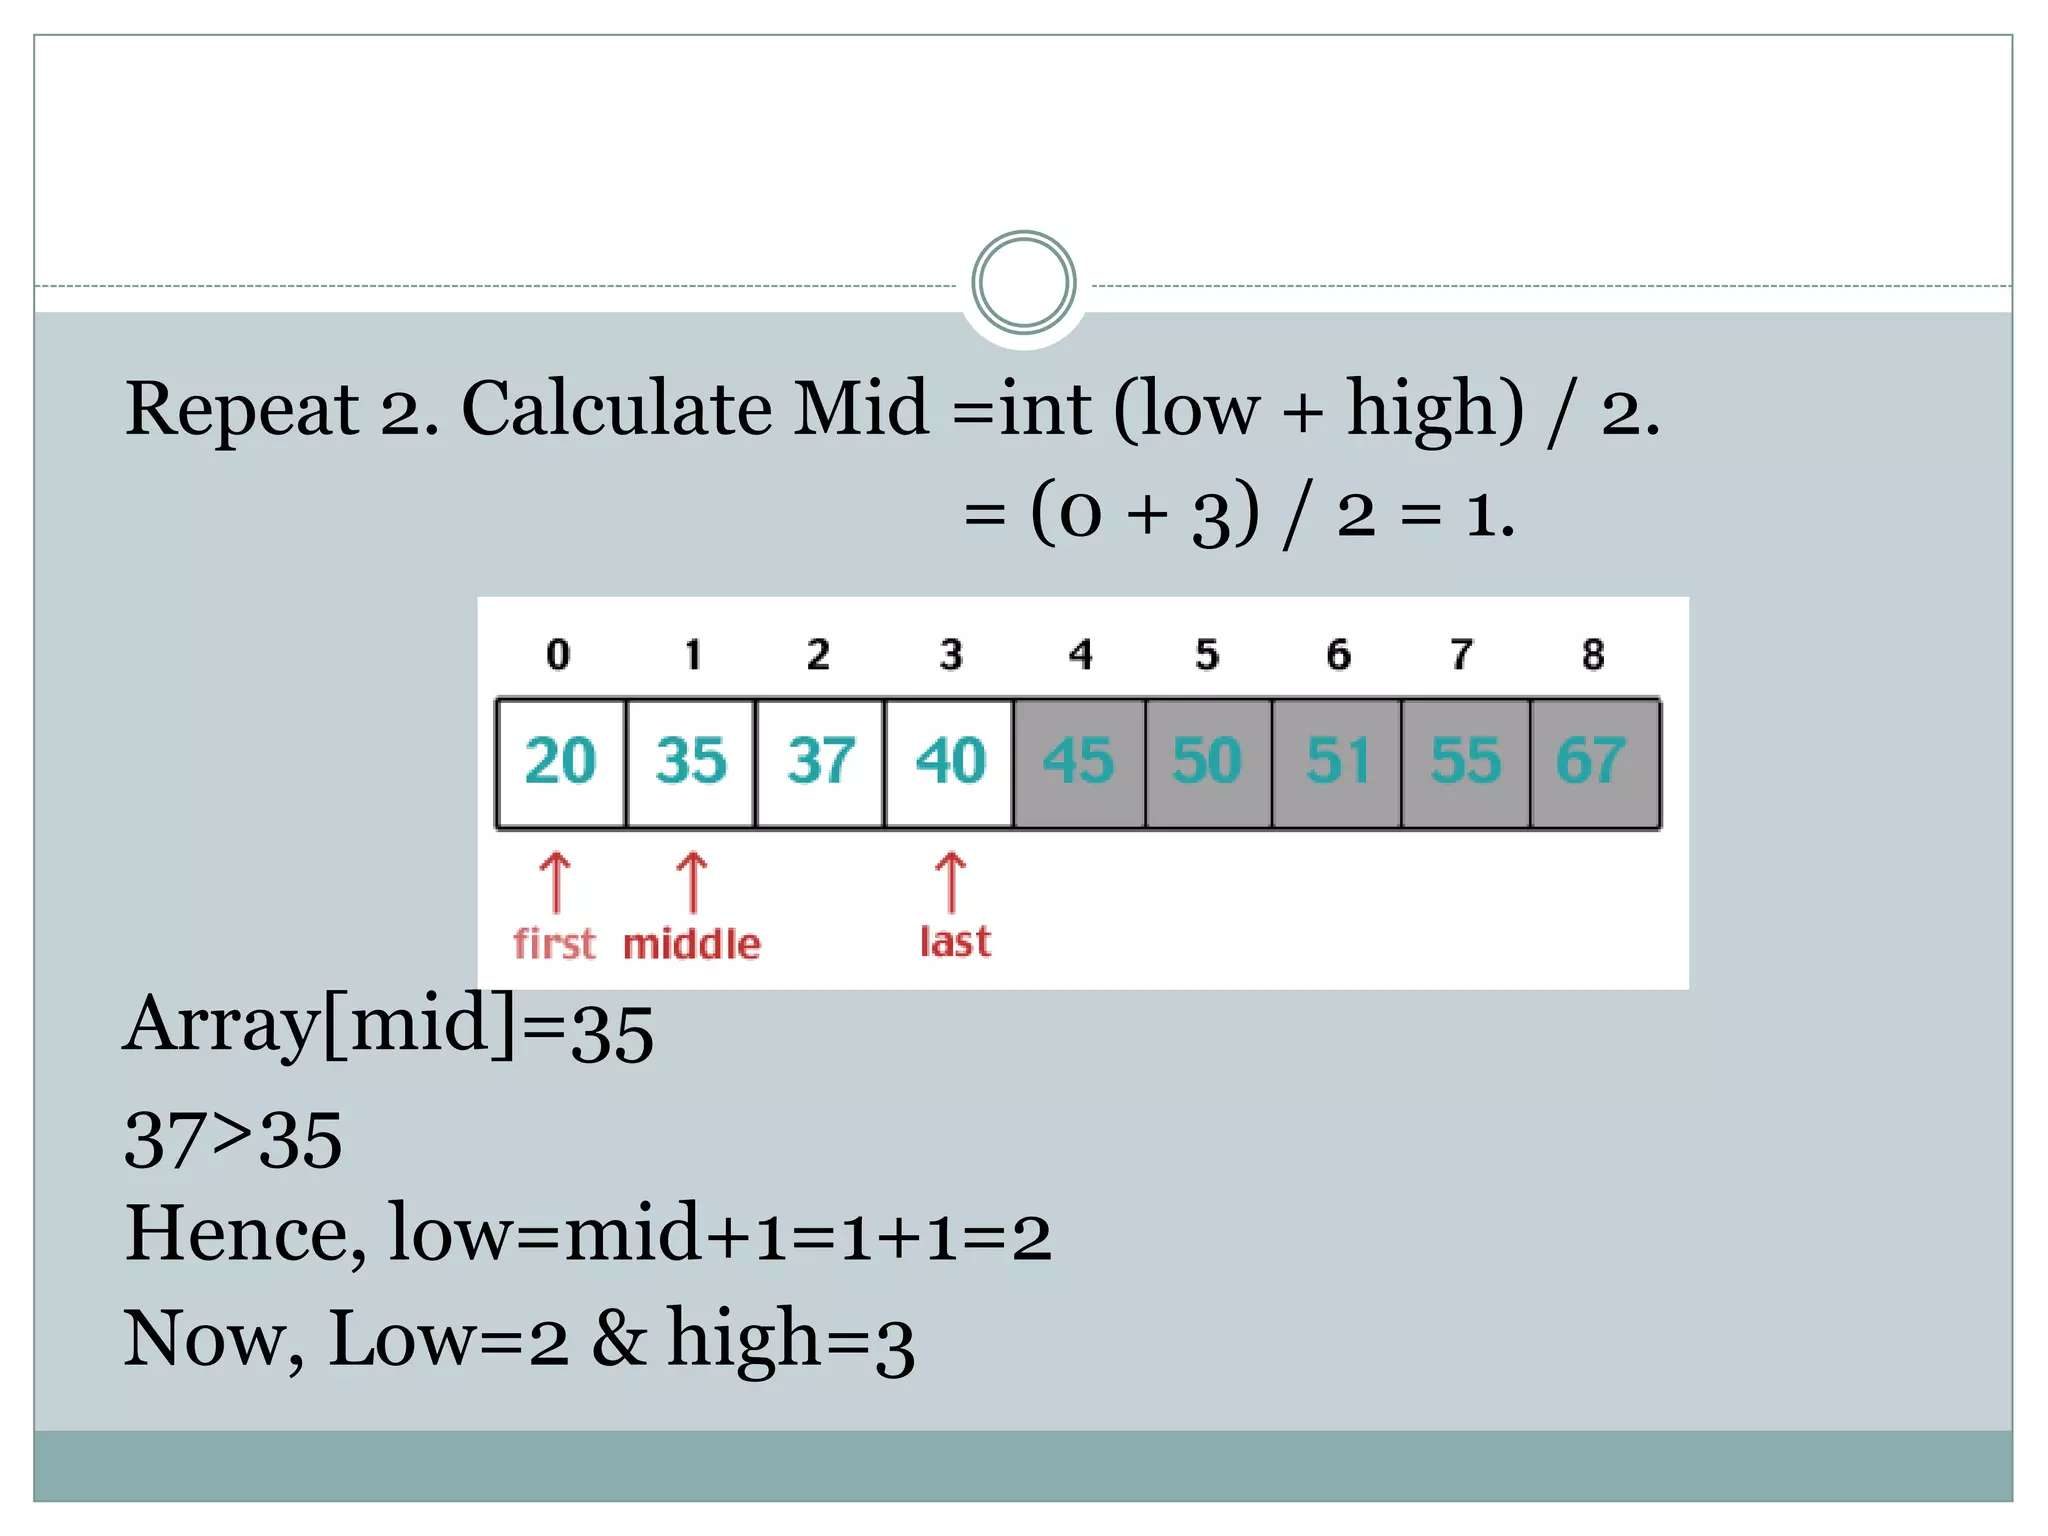 Repeat 2. Calculate Mid =int (low + high) / 2.
= (0 + 3) / 2 = 1.
0 1 2 3 4 5 6 7 8
20 35 37 40 45 50 51 55 67
first middle last
Array[mid]=35
37>35
Hence, low=mid+1=1+1=2
Now, Low=2 & high=3